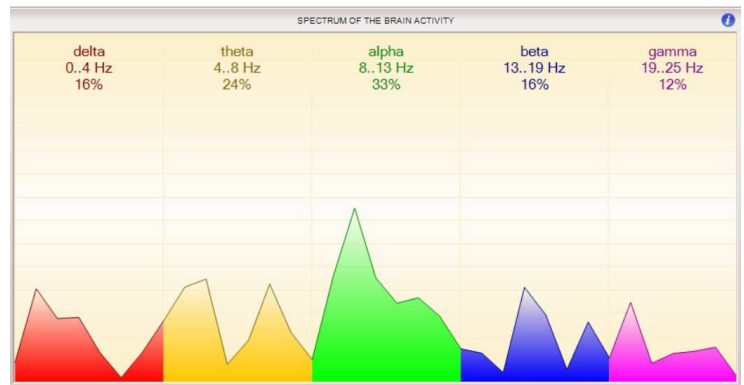 SPECTRUM OF THE BRAIN ACTIVITY
i
delta
0..4 Hz
16%
theta
4..8 Hz
24%
alpha
8..13 Hz
33%
beta
13..19 Hz
16%
gamma
19..25 Hz
12%